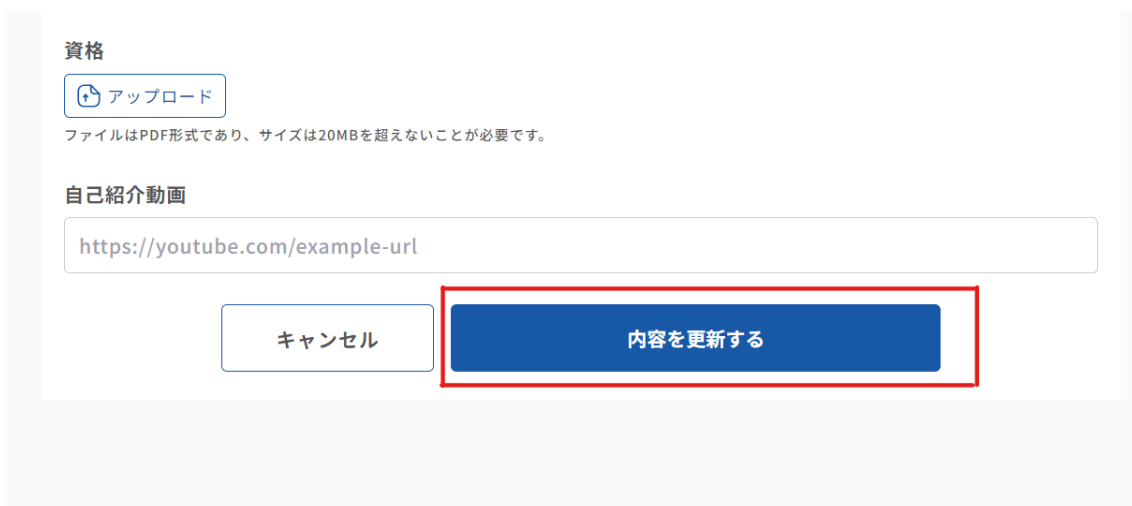 資格
アップロード
ファイルはPDF形式であり、サイズは20MBを超えないことが必要です。
自己紹介動画
https://youtube.com/example-url
キャンセル
内容を更新する